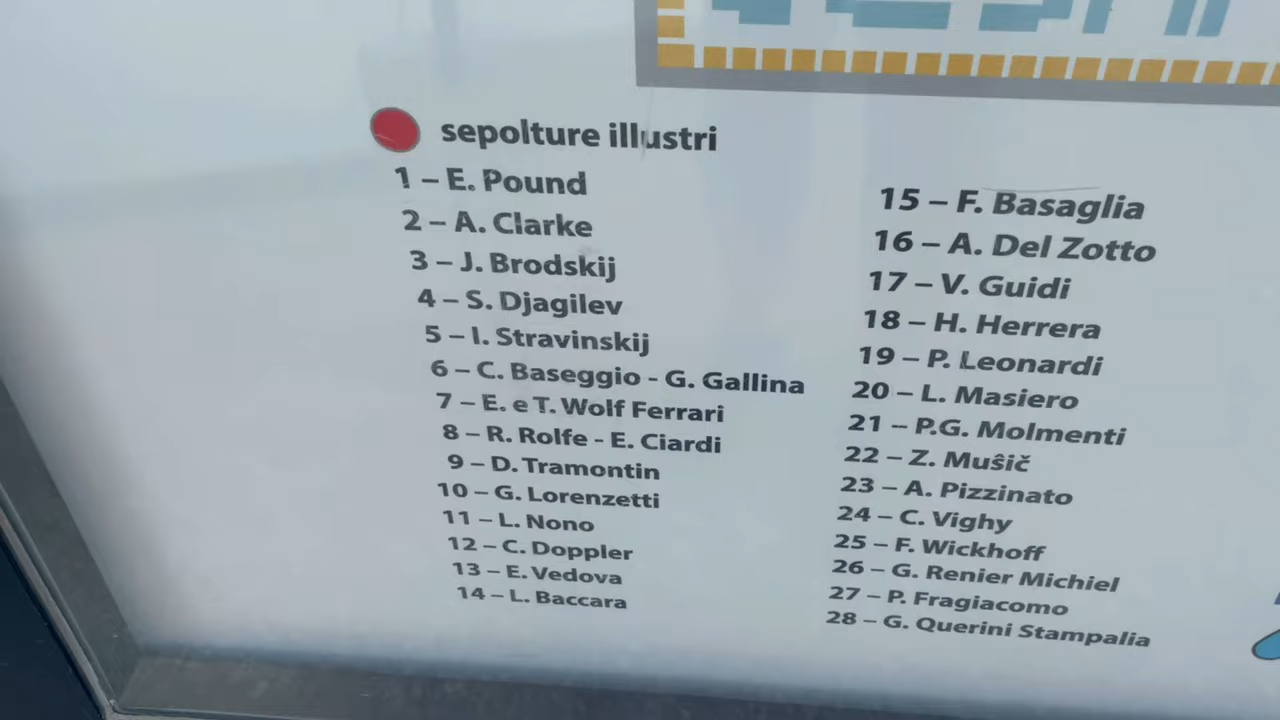 sepolture illustri
1 – E. Pound
2 – A. Clarke
3 – J. Brodskij
4 – S. Djagilev
5 – I. Stravinskij
6 – C. Baseggio - G. Gallina
7 – E. e T. Wolf Ferrari
8 – R. Rolfe - E. Ciardi
9 – D. Tramontin
10 – G. Lorenzetti
11 – L. Nono
12 – C. Doppler
13 – E. Vedova
14 – L. Baccara
15 – F. Basaglia
16 – A. Del Zotto
17 – V. Guidi
18 – H. Herrera
19 – P. Leonardi
20 – L. Masiero
21 – P.G. Molmenti
22 – Z. Muŝič
23 – A. Pizzinato
24 – C. Vighy
25 – F. Wickhoff
26 – G. Renier Michiel
27 – P. Fragiacomo
28 – G. Querini Stampalia